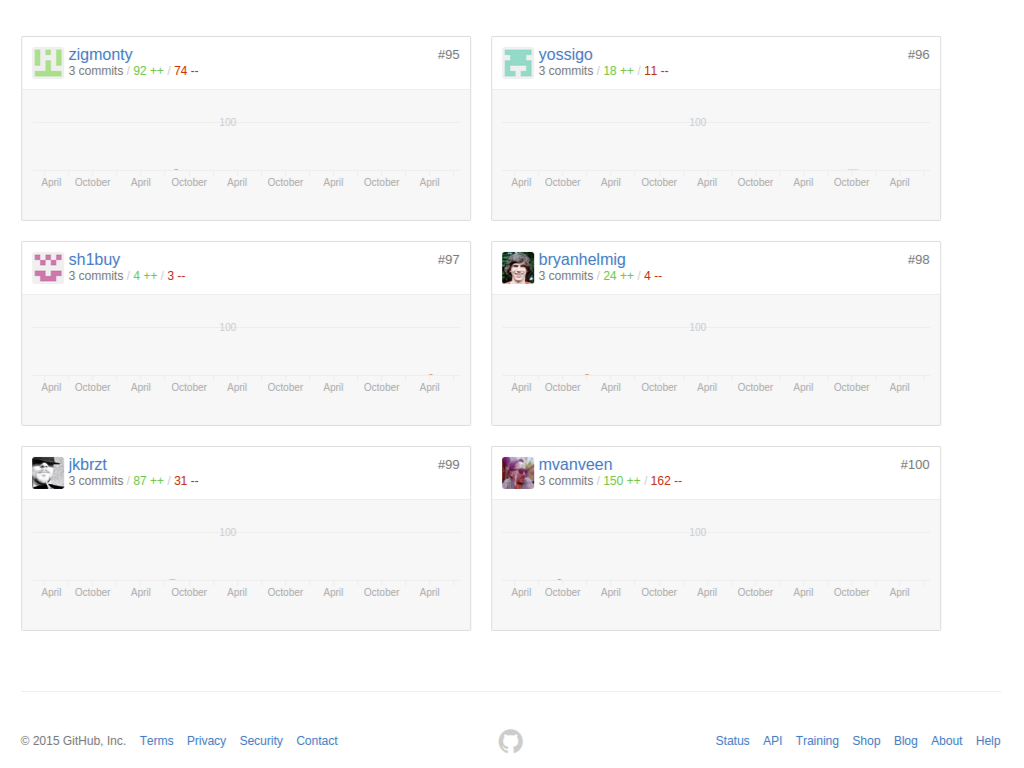 zigmonty #95
3 commits / 92 ++ / 74 --
100
April October April October April October April October April
yossigo #96
3 commits / 18 ++ / 11 --
100
April October April October April October April October April
sh1buy #97
3 commits / 4 ++ / 3 --
100
April October April October April October April October April
bryanhelmig #98
3 commits / 24 ++ / 4 --
100
April October April October April October April October April
jkbrzt #99
3 commits / 87 ++ / 31 --
100
April October April October April October April October April
mvanveen #100
3 commits / 150 ++ / 162 --
100
April October April October April October April October April
© 2015 GitHub, Inc. Terms Privacy Security Contact Status API Training Shop Blog About Help